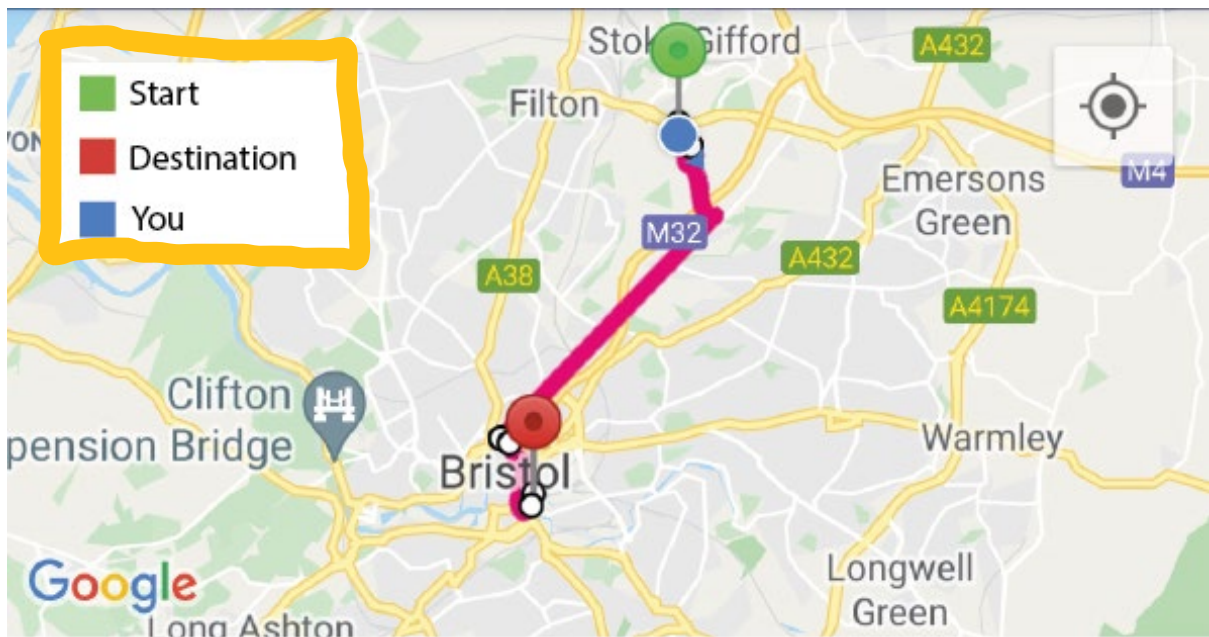 Start
Destination
You
Stoke Gifford
A432
Filton
M4
Emersons
Green
M32
A432
A38
A4174
Clifton
pension Bridge
Warmley
Bristol
Longwell
Green
Google
Long Ashton